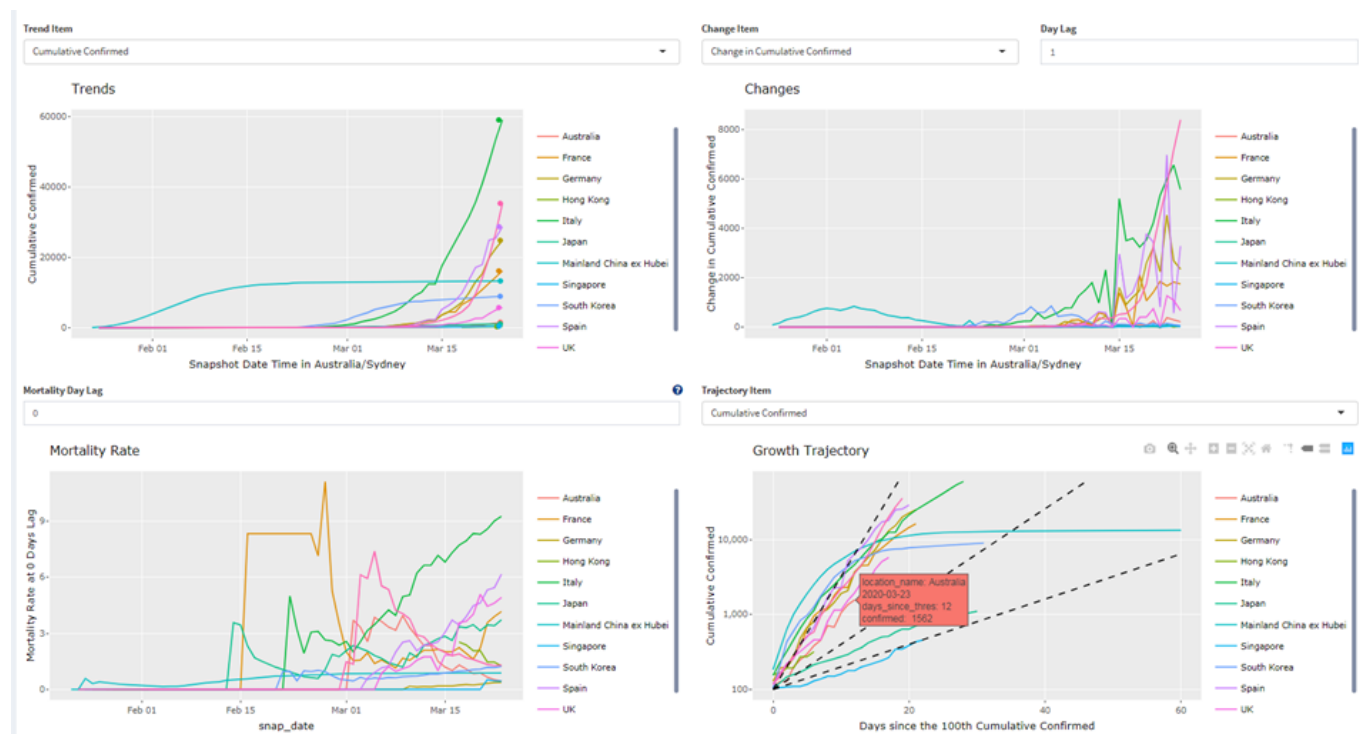 Trend Item
Cumulative Confirmed
Change Item
Change in Cumulative Confirmed
Day Lag
1
Trends
Cumulative Confirmed
60000
40000
20000
0
Feb 01
Feb 15
Mar 01
Mar 15
Snapshot Date Time in Australia/Sydney
Australia
France
Germany
Hong Kong
Italy
Japan
Mainland China ex Hubei
Singapore
South Korea
Spain
UK
Changes
Change in Cumulative Confirmed
8000
6000
4000
2000
0
Feb 01
Feb 15
Mar 01
Mar 15
Snapshot Date Time in Australia/Sydney
Australia
France
Germany
Hong Kong
Italy
Japan
Mainland China ex Hubei
Singapore
South Korea
Spain
UK
Mortality Day Lag
?
0
Trajectory Item
Cumulative Confirmed
Mortality Rate
Mortality Rate at 0 Days Lag
9
6
3
0
Feb 01
Feb 15
Mar 01
Mar 15
snap_date
Australia
France
Germany
Hong Kong
Italy
Japan
Mainland China ex Hubei
Singapore
South Korea
Spain
UK
Growth Trajectory
Cumulative Confirmed
10,000
1,000
100
location_name: Australia
2020-03-23
days_since_thres: 12
confirmed: 1562
0
20
40
60
Days since the 100th Cumulative Confirmed
Australia
France
Germany
Hong Kong
Italy
Japan
Mainland China ex Hubei
Singapore
South Korea
Spain
UK